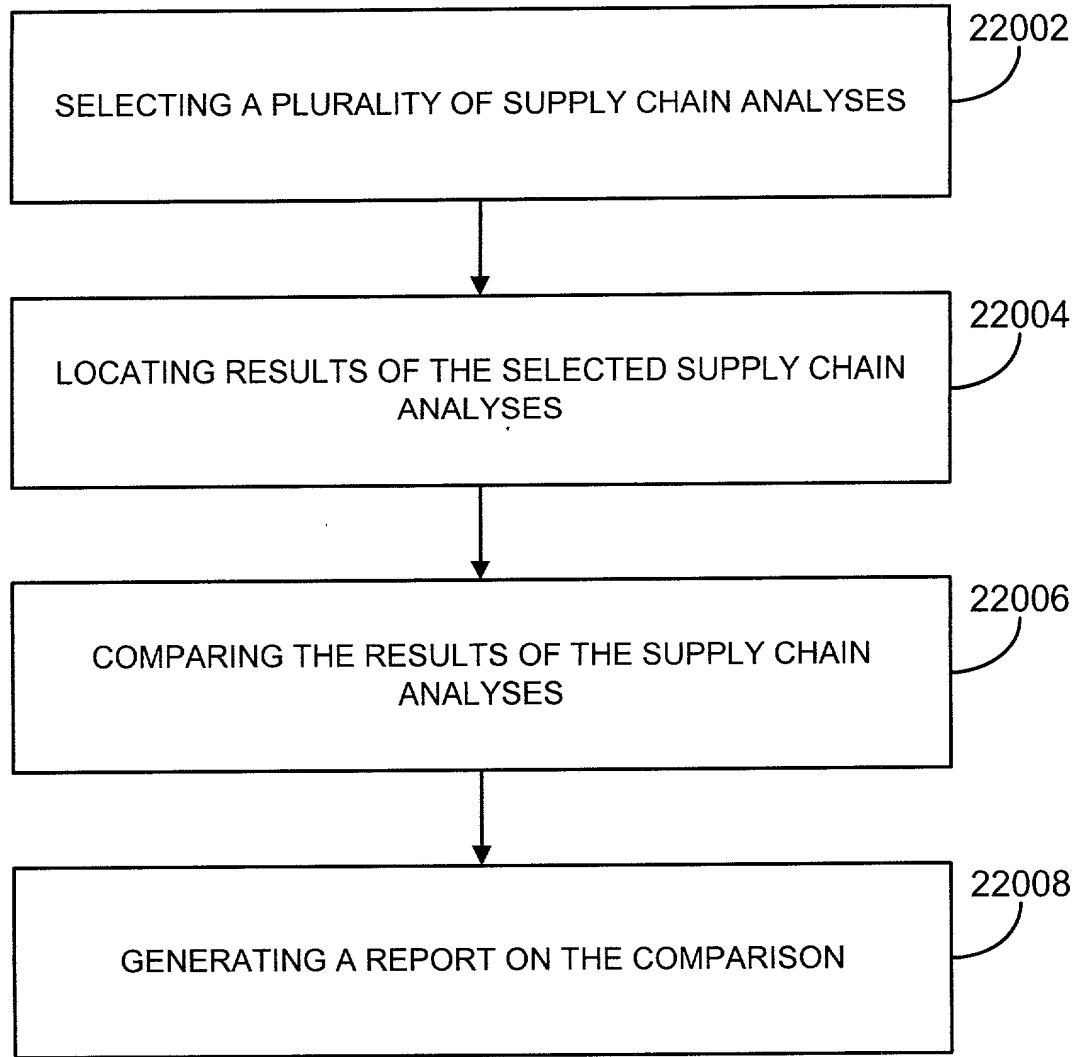 22002
SELECTING A PLURALITY OF SUPPLY CHAIN ANALYSES
22004
LOCATING RESULTS OF THE SELECTED SUPPLY CHAIN
ANALYSES
22006
COMPARING THE RESULTS OF THE SUPPLY CHAIN
ANALYSES
22008
GENERATING A REPORT ON THE COMPARISON